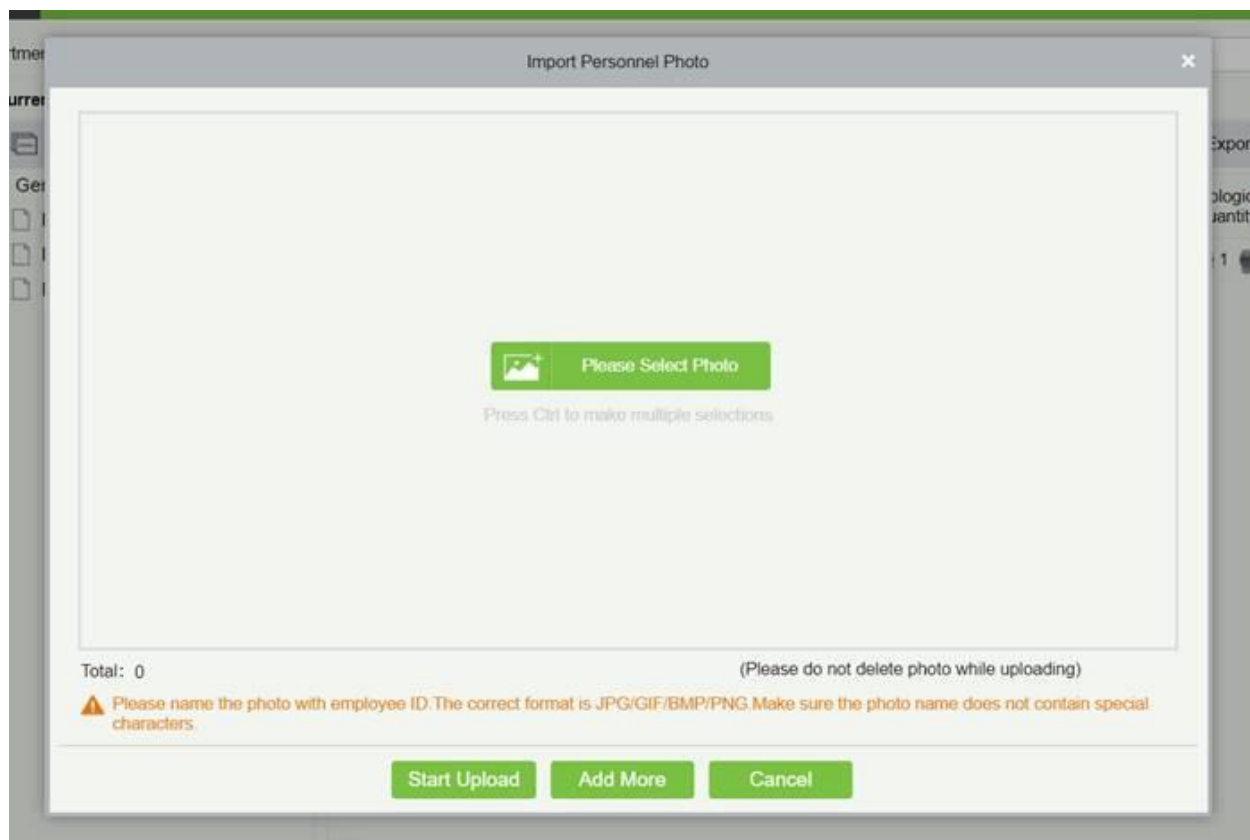 Import Personnel Photo
Please Select Photo
Press Ctrl to make multiple selections
Total: 0
(Please do not delete photo while uploading)
Please name the photo with employee ID.The correct format is JPG/GIF/BMP/PNG.Make sure the photo name does not contain special
characters.
Start Upload
Add More
Cancel